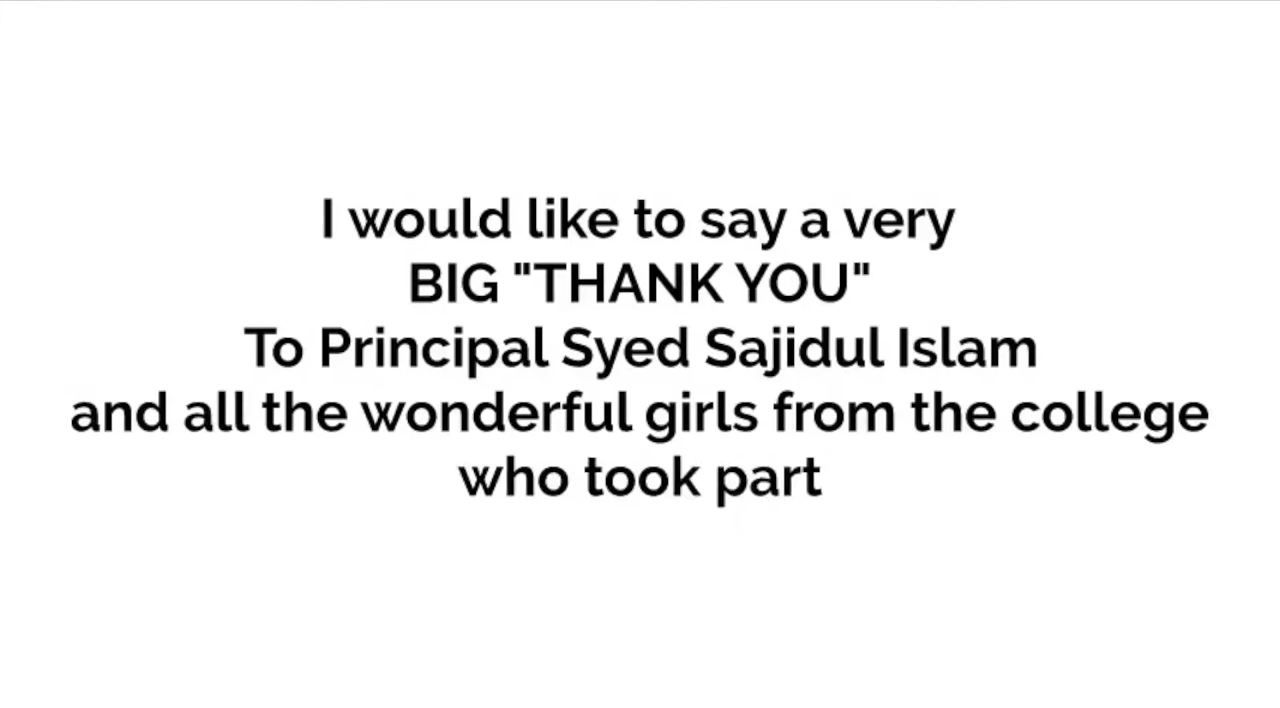 I would like to say a very
BIG "THANK YOU"
To Principal Syed Sajidul Islam
and all the wonderful girls from the college
who took part